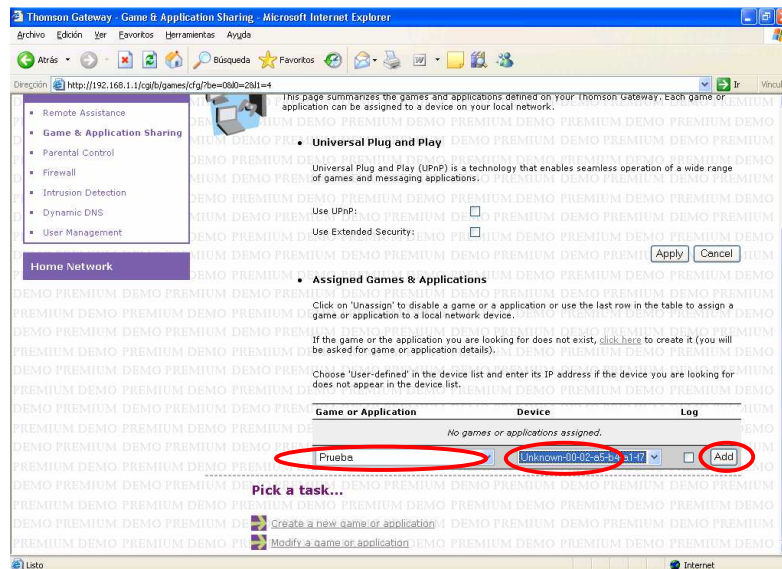 Thomson Gateway - Game & Application Sharing - Microsoft Internet Explorer
Archivo Edición Ver Favoritos Herramientas Ayuda
Atrás Búsqueda Favoritos
Dirección http://192.168.1.1/cgi/b/games/cfg/?be=0&l0=2&l1=4 Ir Vínculos
This page summarizes the games and applications defined on your Thomson Gateway. Each game or
application can be assigned to a device on your local network.
Remote Assistance
Game & Application Sharing
Parental Control
Firewall
Intrusion Detection
Dynamic DNS
User Management
Home Network
Universal Plug and Play
Universal Plug and Play (UPnP) is a technology that enables seamless operation of a wide range
of games and messaging applications.
Use UPnP:
Use Extended Security:
Apply Cancel
Assigned Games & Applications
Click on 'Unassign' to disable a game or a application or use the last row in the table to assign a
game or application to a local network device.
If the game or the application you are looking for does not exist, click here to create it (you will
be asked for game or application details).
Choose 'User-defined' in the device list and enter its IP address if the device you are looking for
does not appear in the device list.
Game or Application Device Log
No games or applications assigned.
Prueba Unknown-00-02-a5-b4-a1-f7 Add
Pick a task...
Create a new game or application
Modify a game or application
Listo Internet
DEMO PREMIUM DEMO PREMIUM DEMO PREMIUM